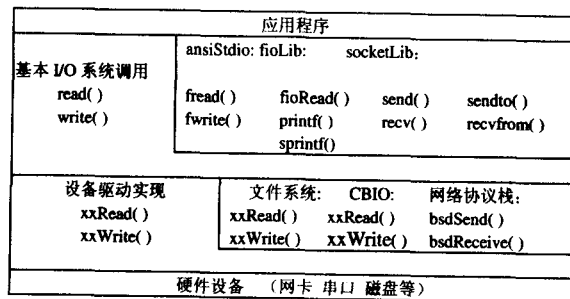 应用程序
ansiStdio: fioLib: socketLib:
基本 I/O 系统调用
read( ) fread( ) fioRead( ) send( ) sendto( )
write( ) fwrite( ) printf( ) recv( ) recvfrom( )
sprintf()
设备驱动实现 文件系统: CBIO: 网络协议栈:
xxRead( ) xxRead( ) xxRead( ) bsdSend( )
xxWrite( ) xxWrite( ) xxWrite( ) bsdReceive( )
硬件设备 (网卡 串口 磁盘等)